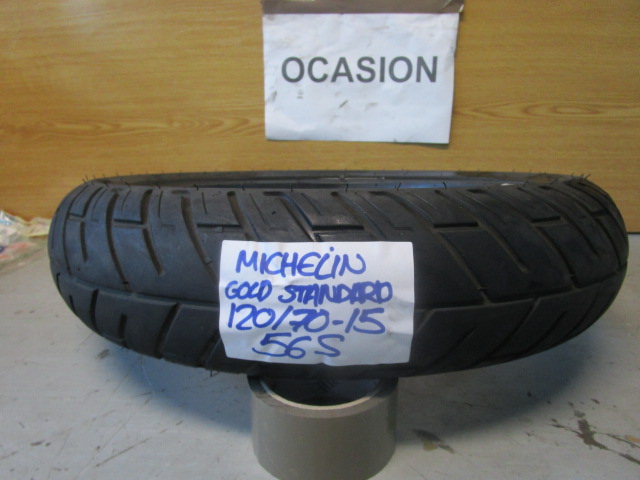 OCASION
MICHELIN
GOLD STANDARD
120/70-15
56S